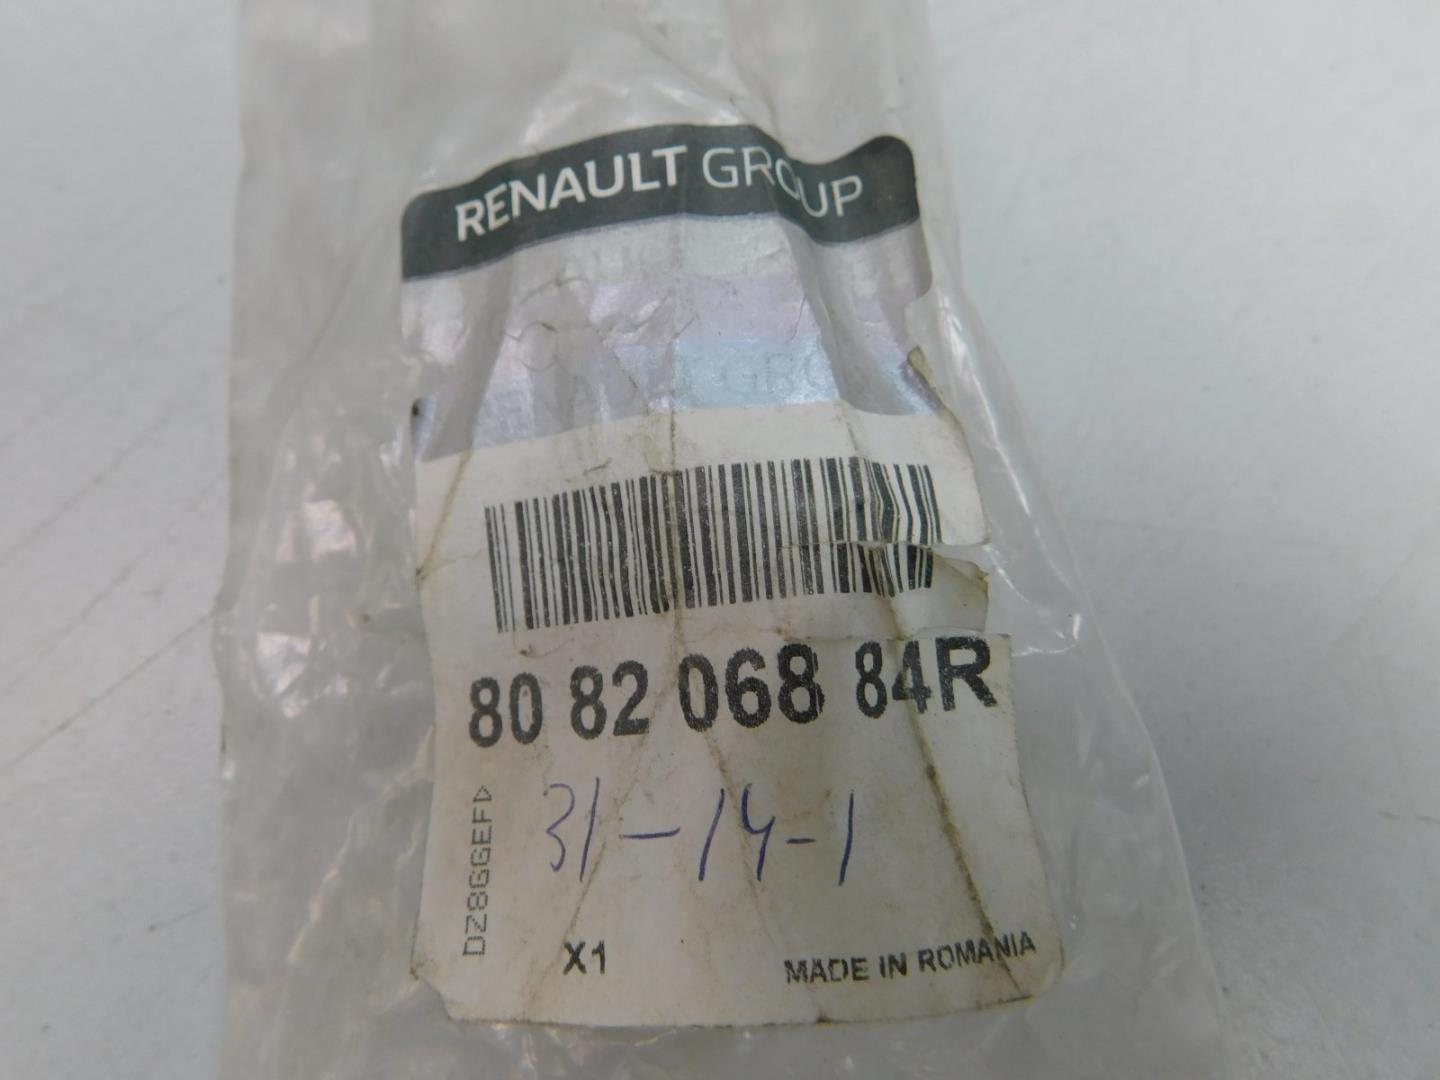 RENAULT GROUP
80 82 068 84R
DZ8GGEFD
31-14-1
X1
MADE IN ROMANIA